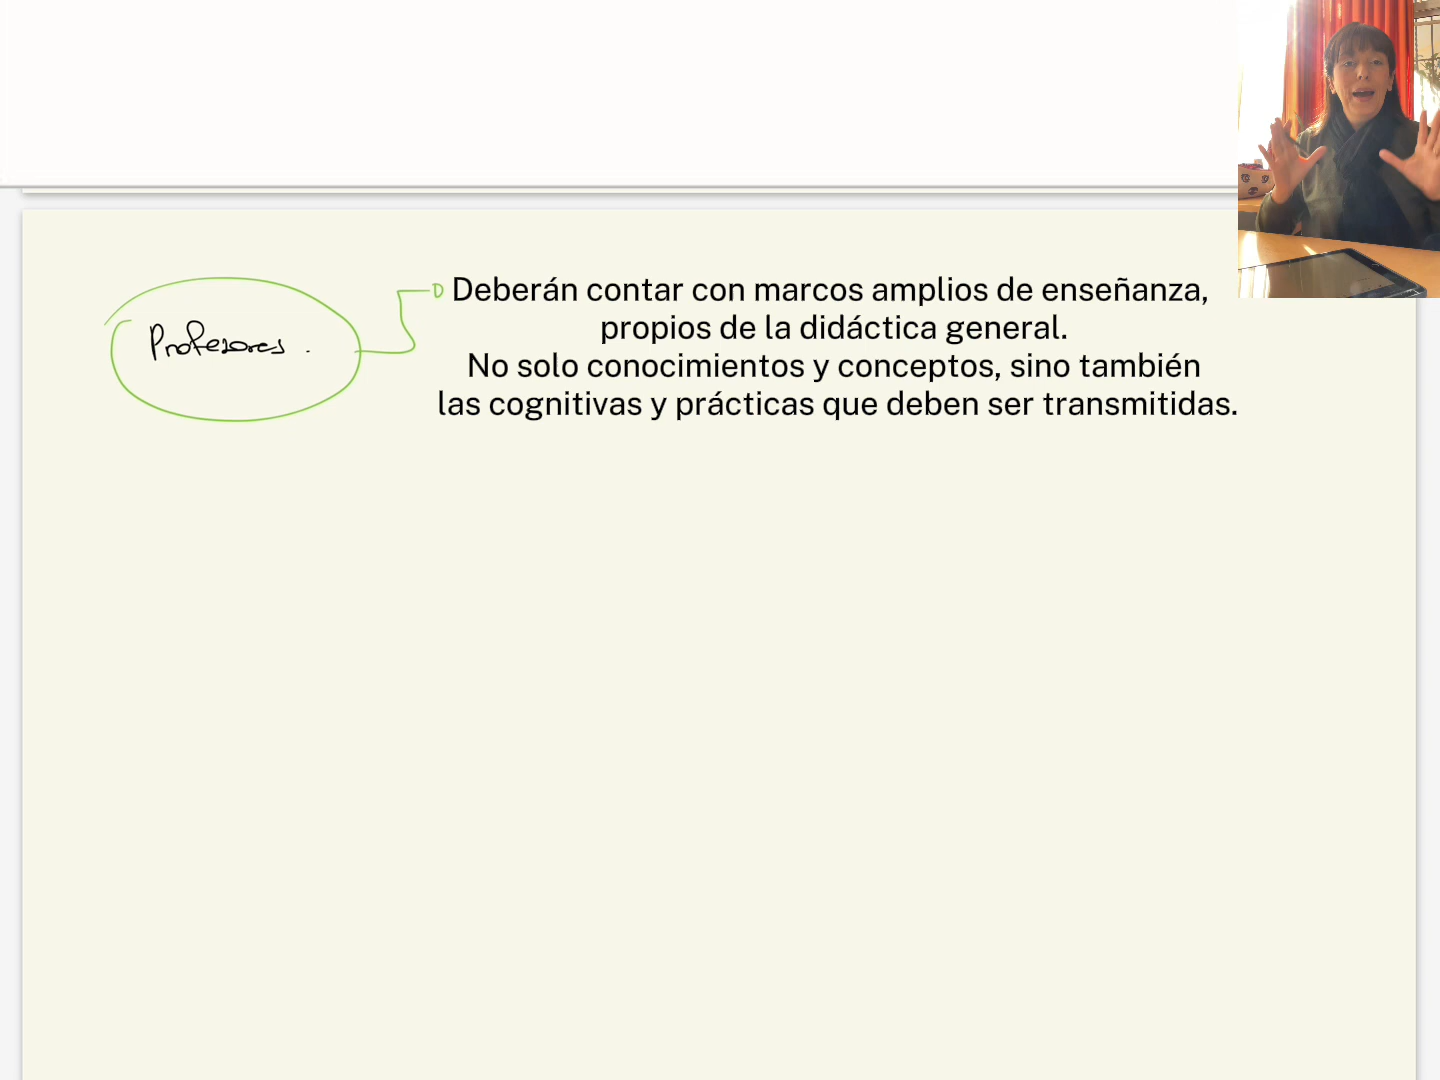 Profesores.
Deberán contar con marcos amplios de enseñanza,
propios de la didáctica general.
No solo conocimientos y conceptos, sino también
las cognitivas y prácticas que deben ser transmitidas.